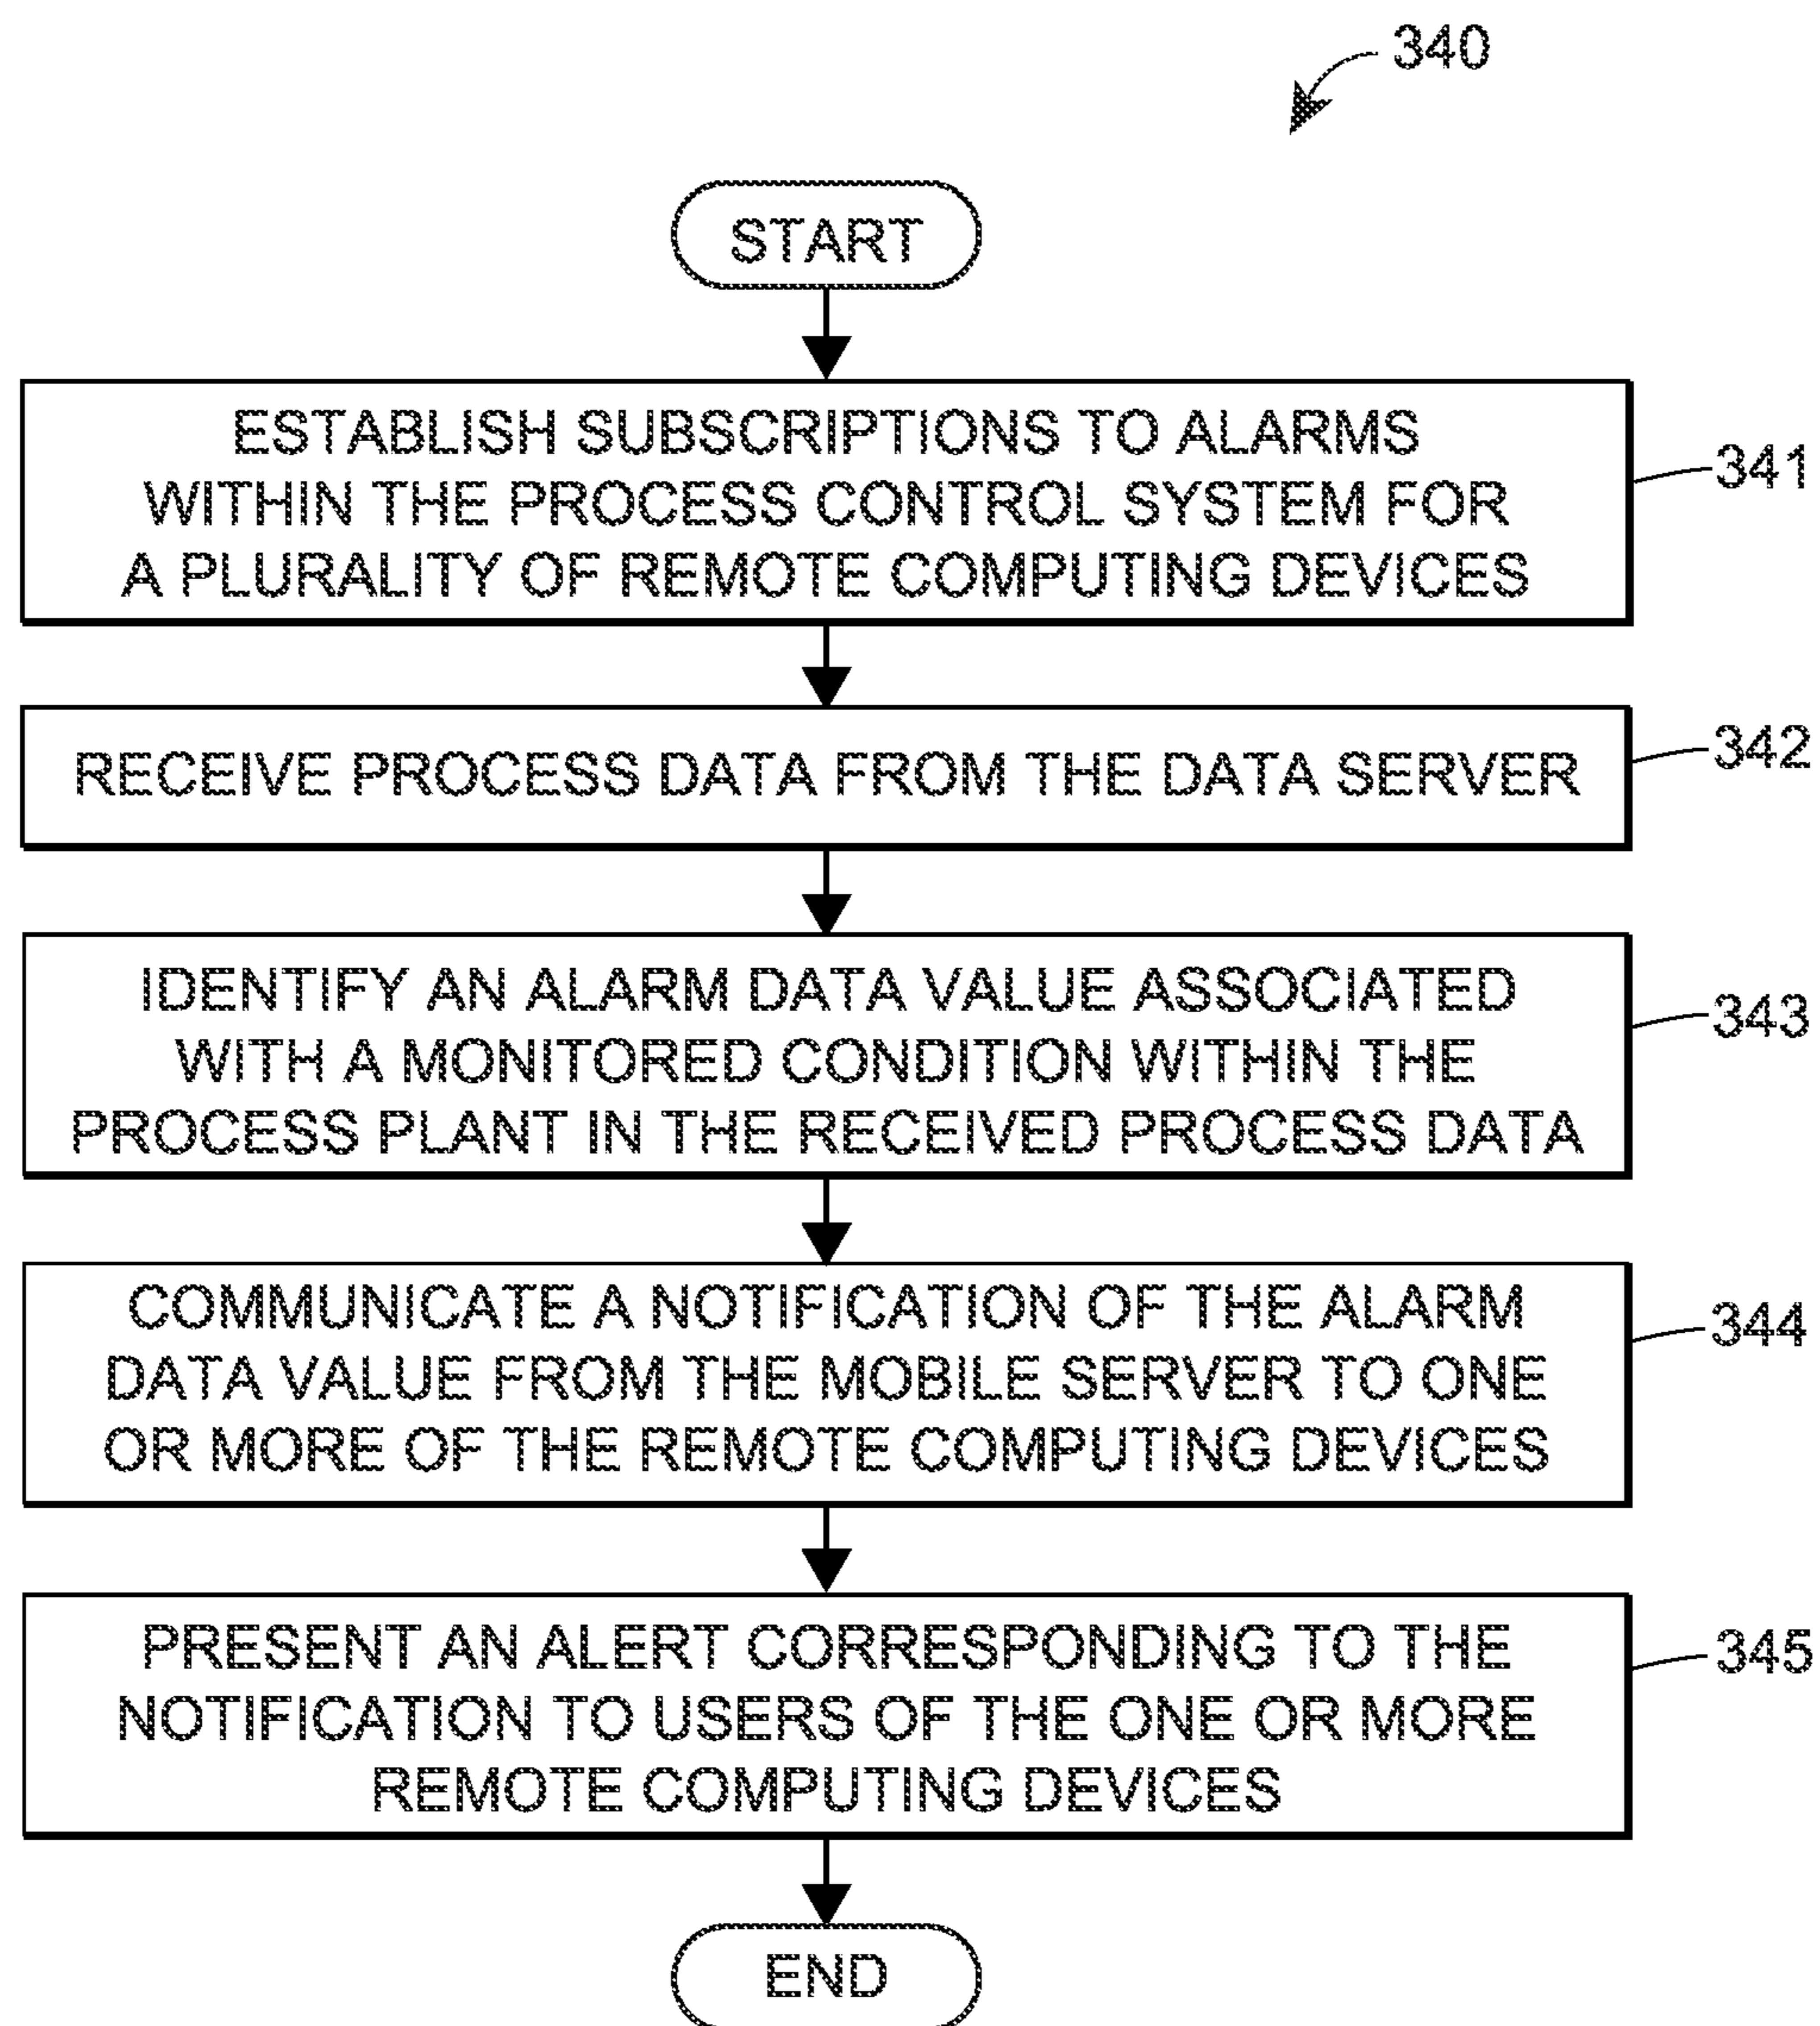 340
START
ESTABLISH SUBSCRIPTIONS TO ALARMS
WITHIN THE PROCESS CONTROL SYSTEM FOR
A PLURALITY OF REMOTE COMPUTING DEVICES
341
RECEIVE PROCESS DATA FROM THE DATA SERVER
342
IDENTIFY AN ALARM DATA VALUE ASSOCIATED
WITH A MONITORED CONDITION WITHIN THE
PROCESS PLANT IN THE RECEIVED PROCESS DATA
343
COMMUNICATE A NOTIFICATION OF THE ALARM
DATA VALUE FROM THE MOBILE SERVER TO ONE
OR MORE OF THE REMOTE COMPUTING DEVICES
344
PRESENT AN ALERT CORRESPONDING TO THE
NOTIFICATION TO USERS OF THE ONE OR MORE
REMOTE COMPUTING DEVICES
345
END